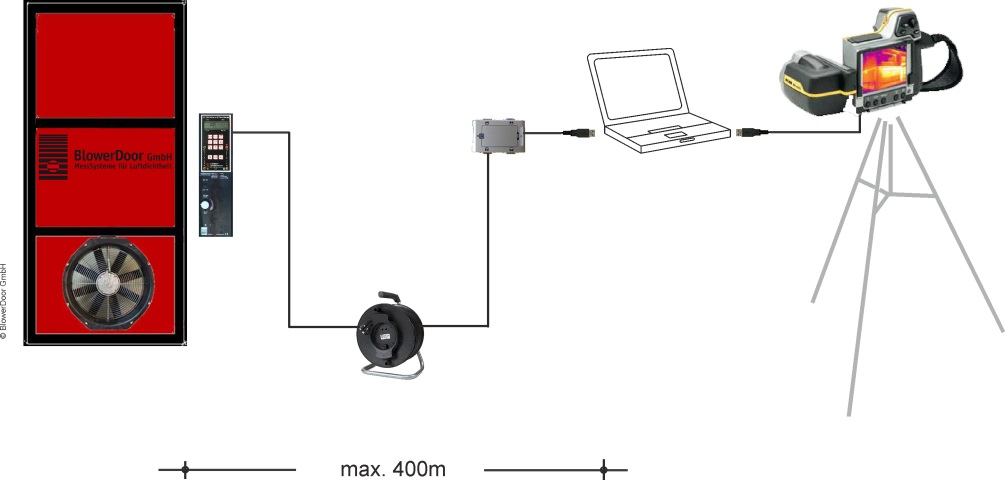 BlowerDoor GmbH
MessSysteme für Luftdichtheit
max. 400m
© BlowerDoor GmbH